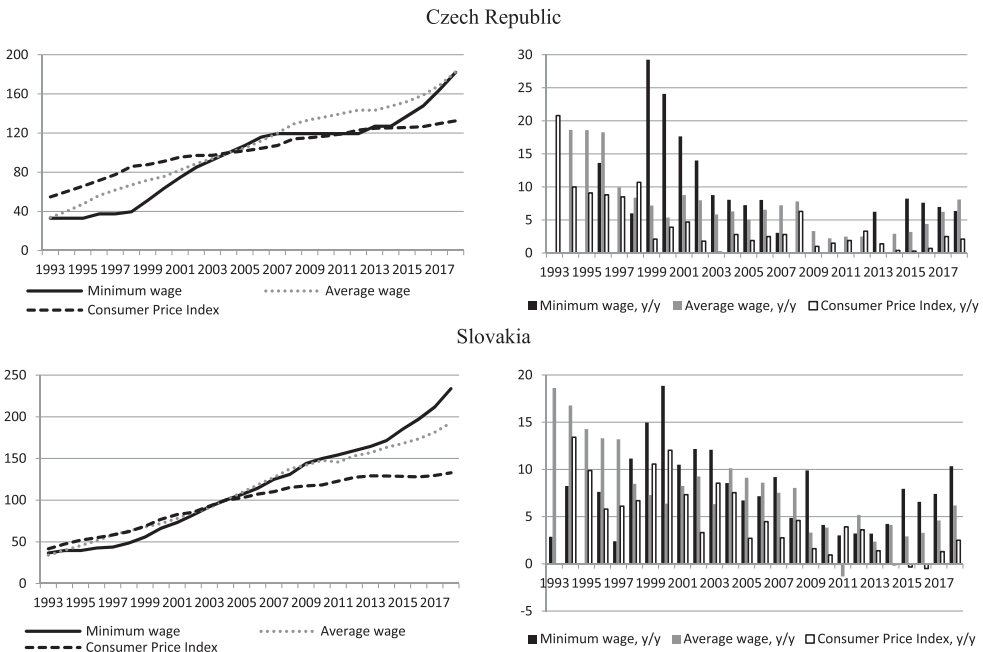 Czech Republic
200
160
120
80
40
0
1993 1995 1997 1999 2001 2003 2005 2007 2009 2011 2013 2015 2017
Minimum wage
Average wage
Consumer Price Index
30
25
20
15
10
5
0
1993 1995 1997 1999 2001 2003 2005 2007 2009 2011 2013 2015 2017
Minimum wage, y/y
Average wage, y/y
Consumer Price Index, y/y
Slovakia
250
200
150
100
50
0
1993 1995 1997 1999 2001 2003 2005 2007 2009 2011 2013 2015 2017
Minimum wage
Average wage
Consumer Price Index
20
15
10
5
0
1993 1995 1997 1999 2001 2003 2005 2007 2009 2011 2013 2015 2017
-5
Minimum wage, y/y
Average wage, y/y
Consumer Price Index, y/y